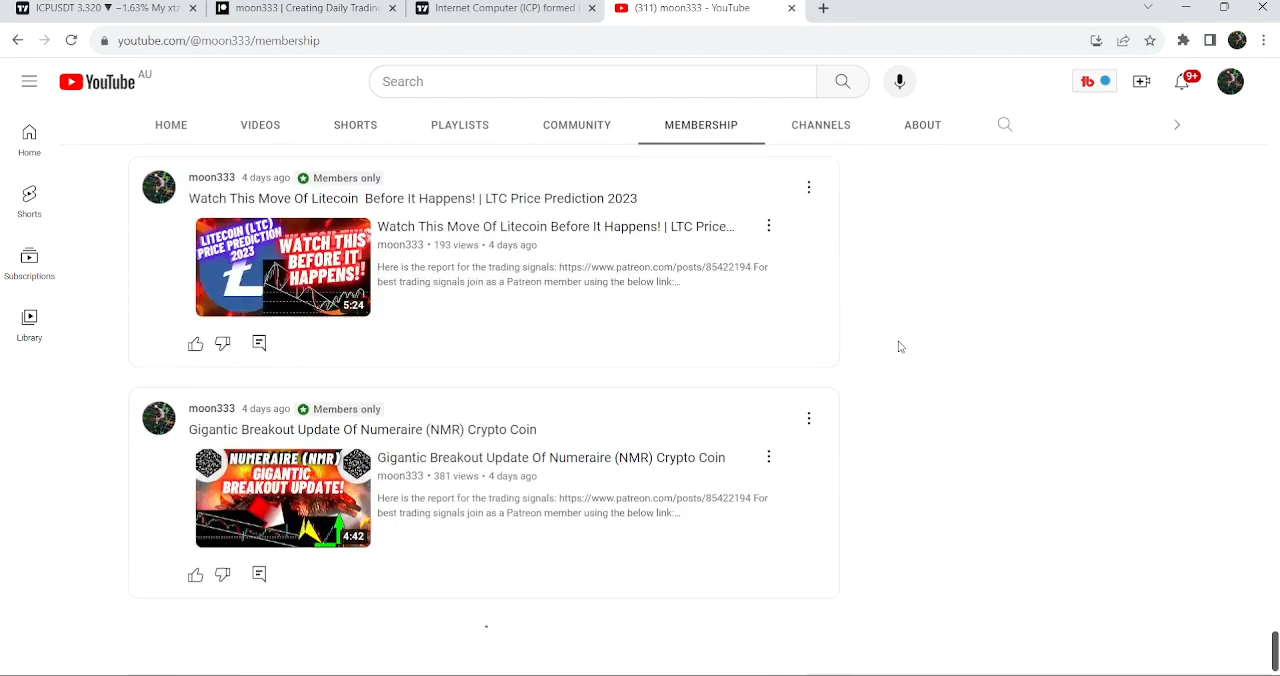 ICPUSDT 3.320 ▼ −1.63% My xta
moon333 | Creating Daily Trading
Internet Computer (ICP) formed
(311) moon333 - YouTube
youtube.com/@moon333/membership
YouTube AU
Search
9+
HOME
VIDEOS
SHORTS
PLAYLISTS
COMMUNITY
MEMBERSHIP
CHANNELS
ABOUT
Home
Shorts
Subscriptions
Library
moon333 4 days ago Members only
Watch This Move Of Litecoin Before It Happens! | LTC Price Prediction 2023
LITECOIN (LTC)
PRICE PREDICTION
2023
WATCH THIS
BEFORE IT
HAPPENS!!
5:24
Watch This Move Of Litecoin Before It Happens! | LTC Price...
moon333 • 193 views • 4 days ago
Here is the report for the trading signals: https://www.patreon.com/posts/85422194 For
best trading signals join as a Patreon member using the below link:...
moon333 4 days ago Members only
Gigantic Breakout Update Of Numeraire (NMR) Crypto Coin
NUMERAIRE (NMR)
GIGANTIC
BREAKOUT UPDATE!
4:42
Gigantic Breakout Update Of Numeraire (NMR) Crypto Coin
moon333 • 381 views • 4 days ago
Here is the report for the trading signals: https://www.patreon.com/posts/85422194 For
best trading signals join as a Patreon member using the below link:...